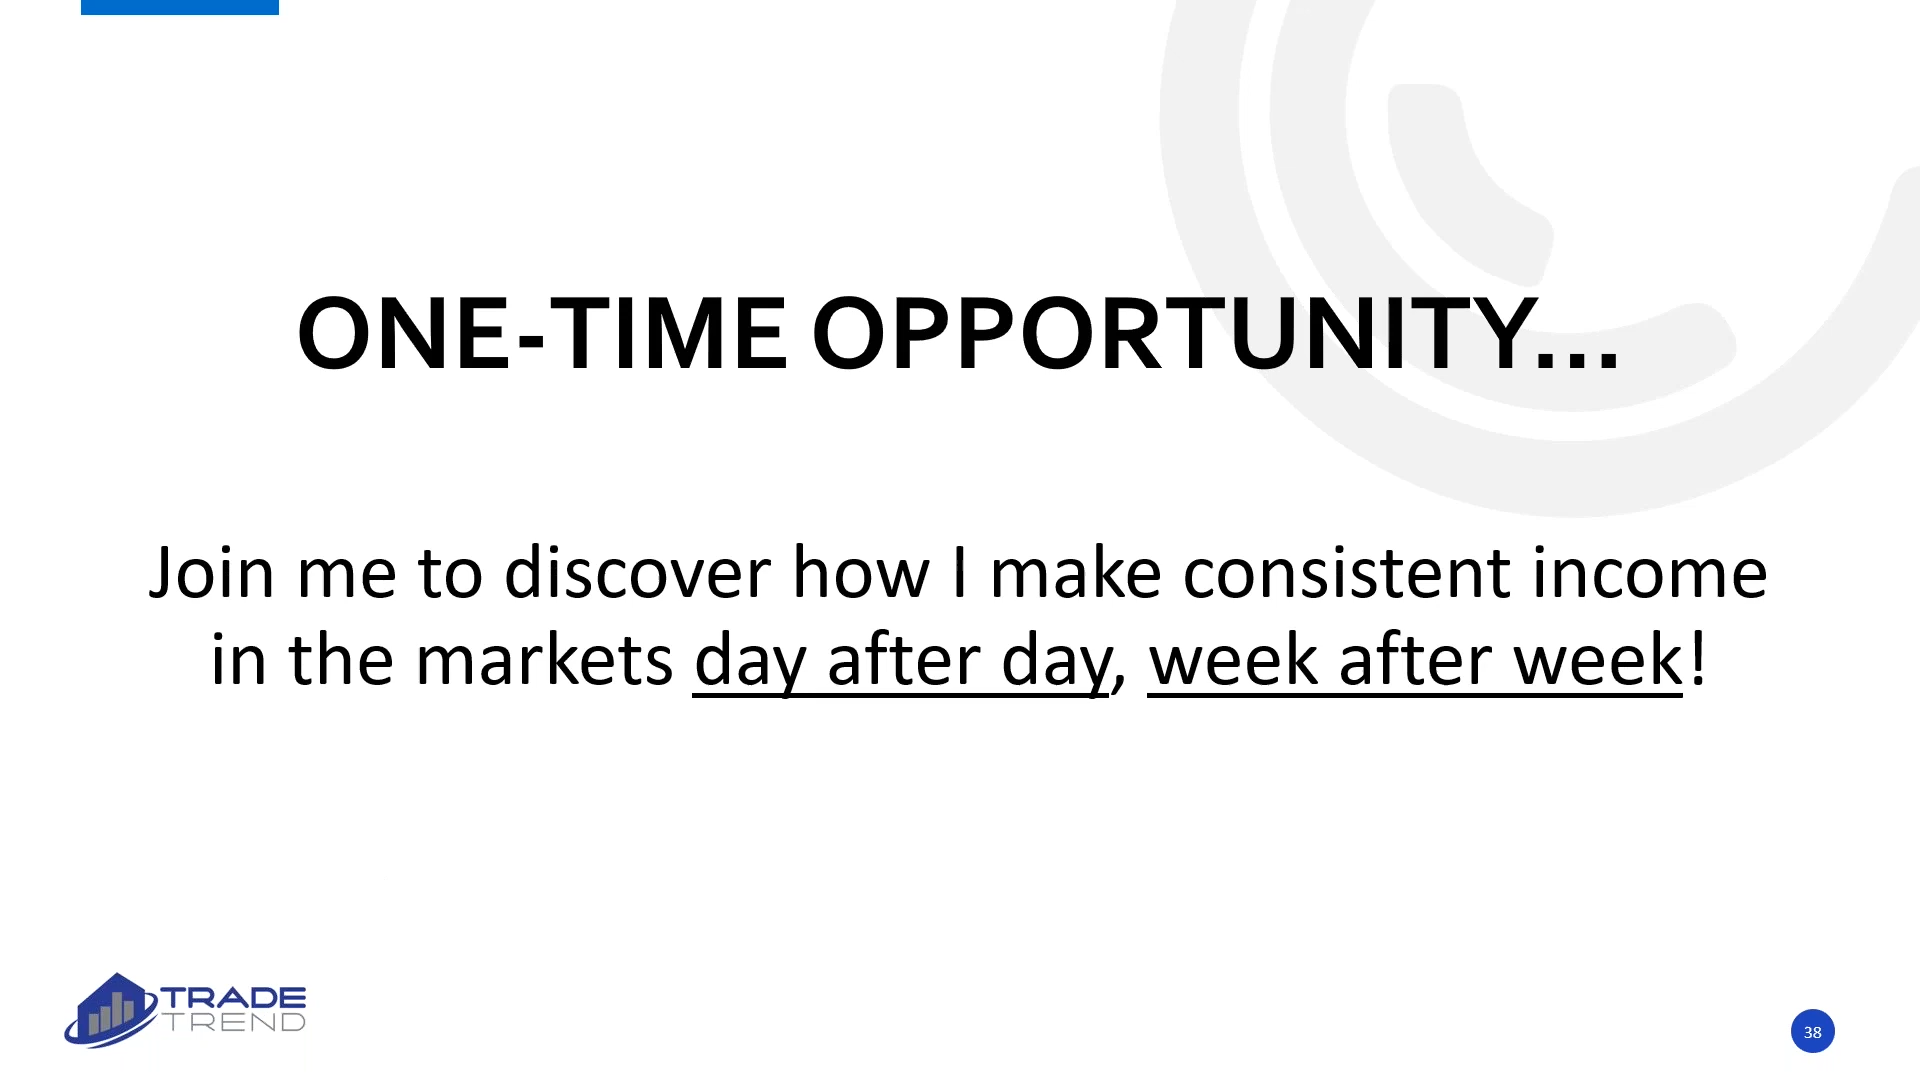 ONE-TIME OPPORTUNITY...
Join me to discover how I make consistent income
in the markets day after day, week after week!
TRADE
TREND
38